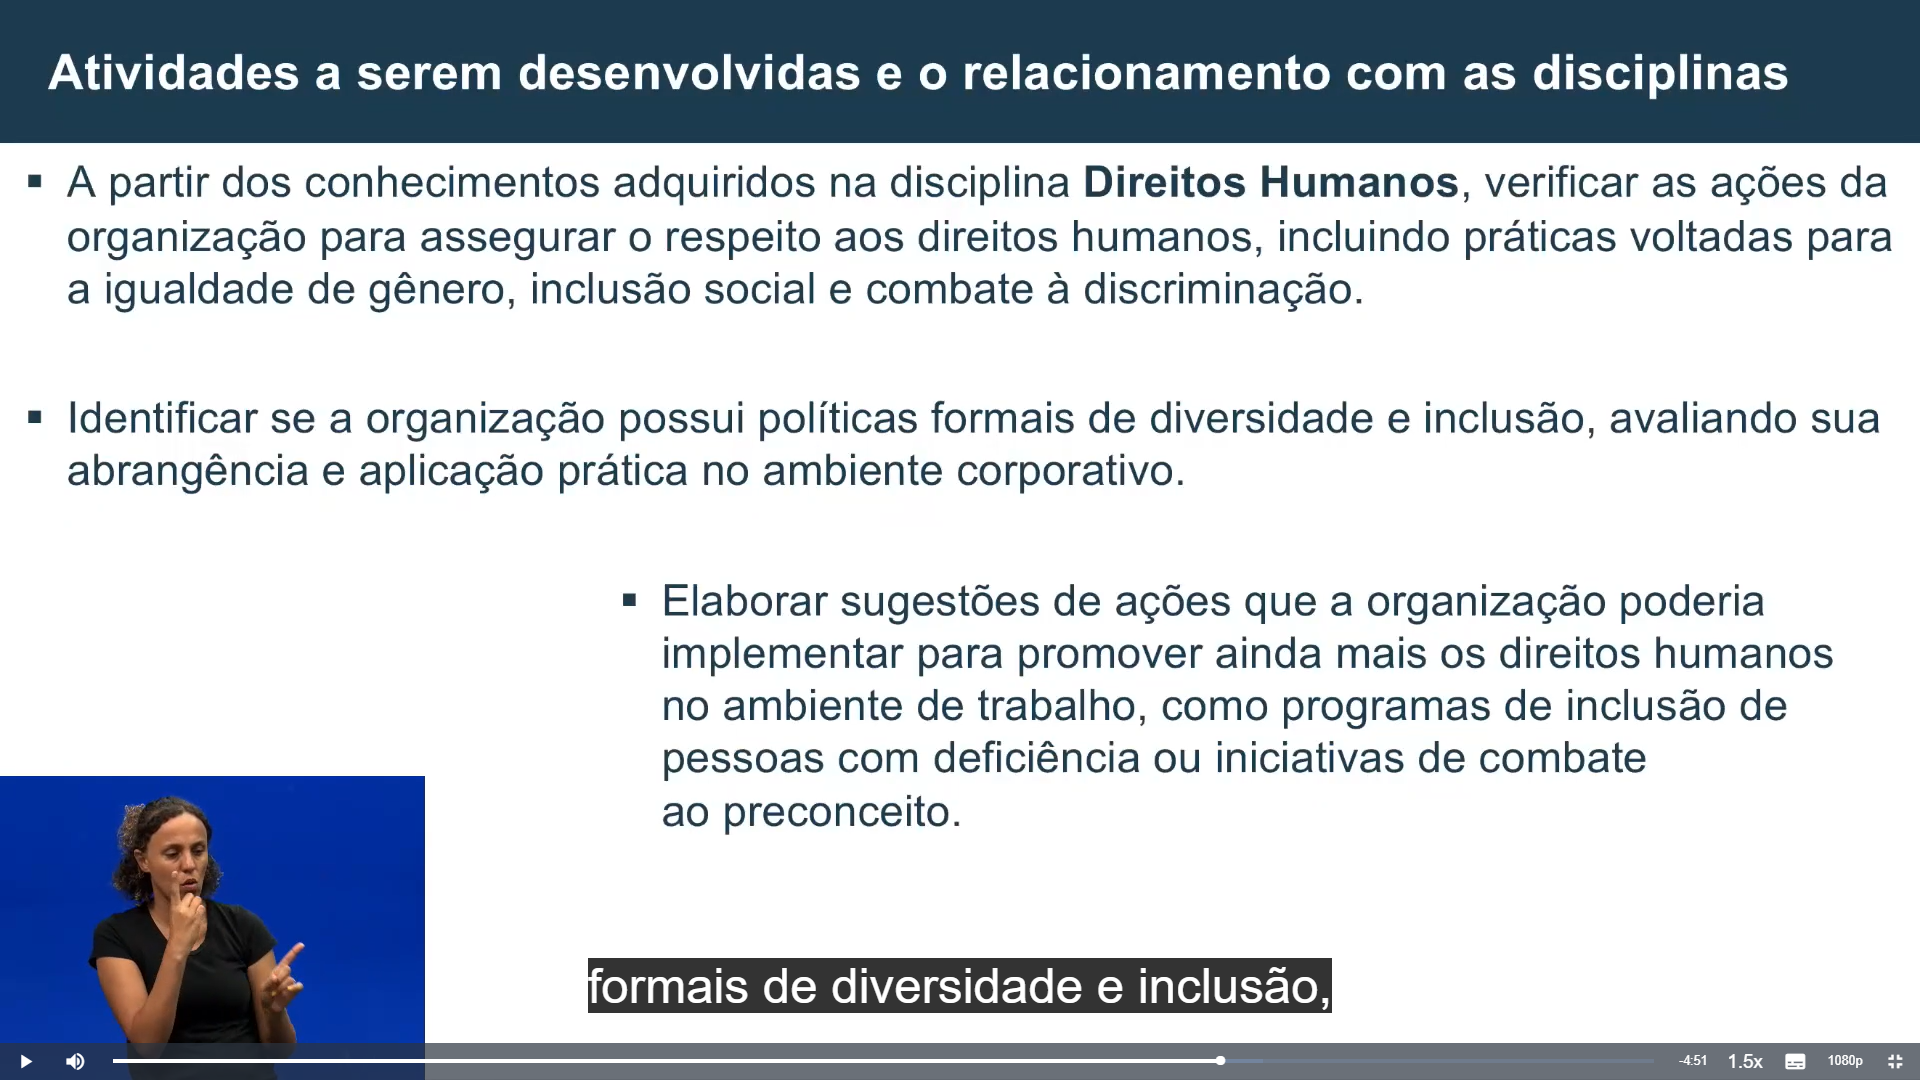 Atividades a serem desenvolvidas e o relacionamento com as disciplinas
▪ A partir dos conhecimentos adquiridos na disciplina Direitos Humanos, verificar as ações da
organização para assegurar o respeito aos direitos humanos, incluindo práticas voltadas para
a igualdade de gênero, inclusão social e combate à discriminação.
▪ Identificar se a organização possui políticas formais de diversidade e inclusão, avaliando sua
abrangência e aplicação prática no ambiente corporativo.
▪ Elaborar sugestões de ações que a organização poderia
implementar para promover ainda mais os direitos humanos
no ambiente de trabalho, como programas de inclusão de
pessoas com deficiência ou iniciativas de combate
ao preconceito.
formais de diversidade e inclusão,
-4:51 1.5x 1080p